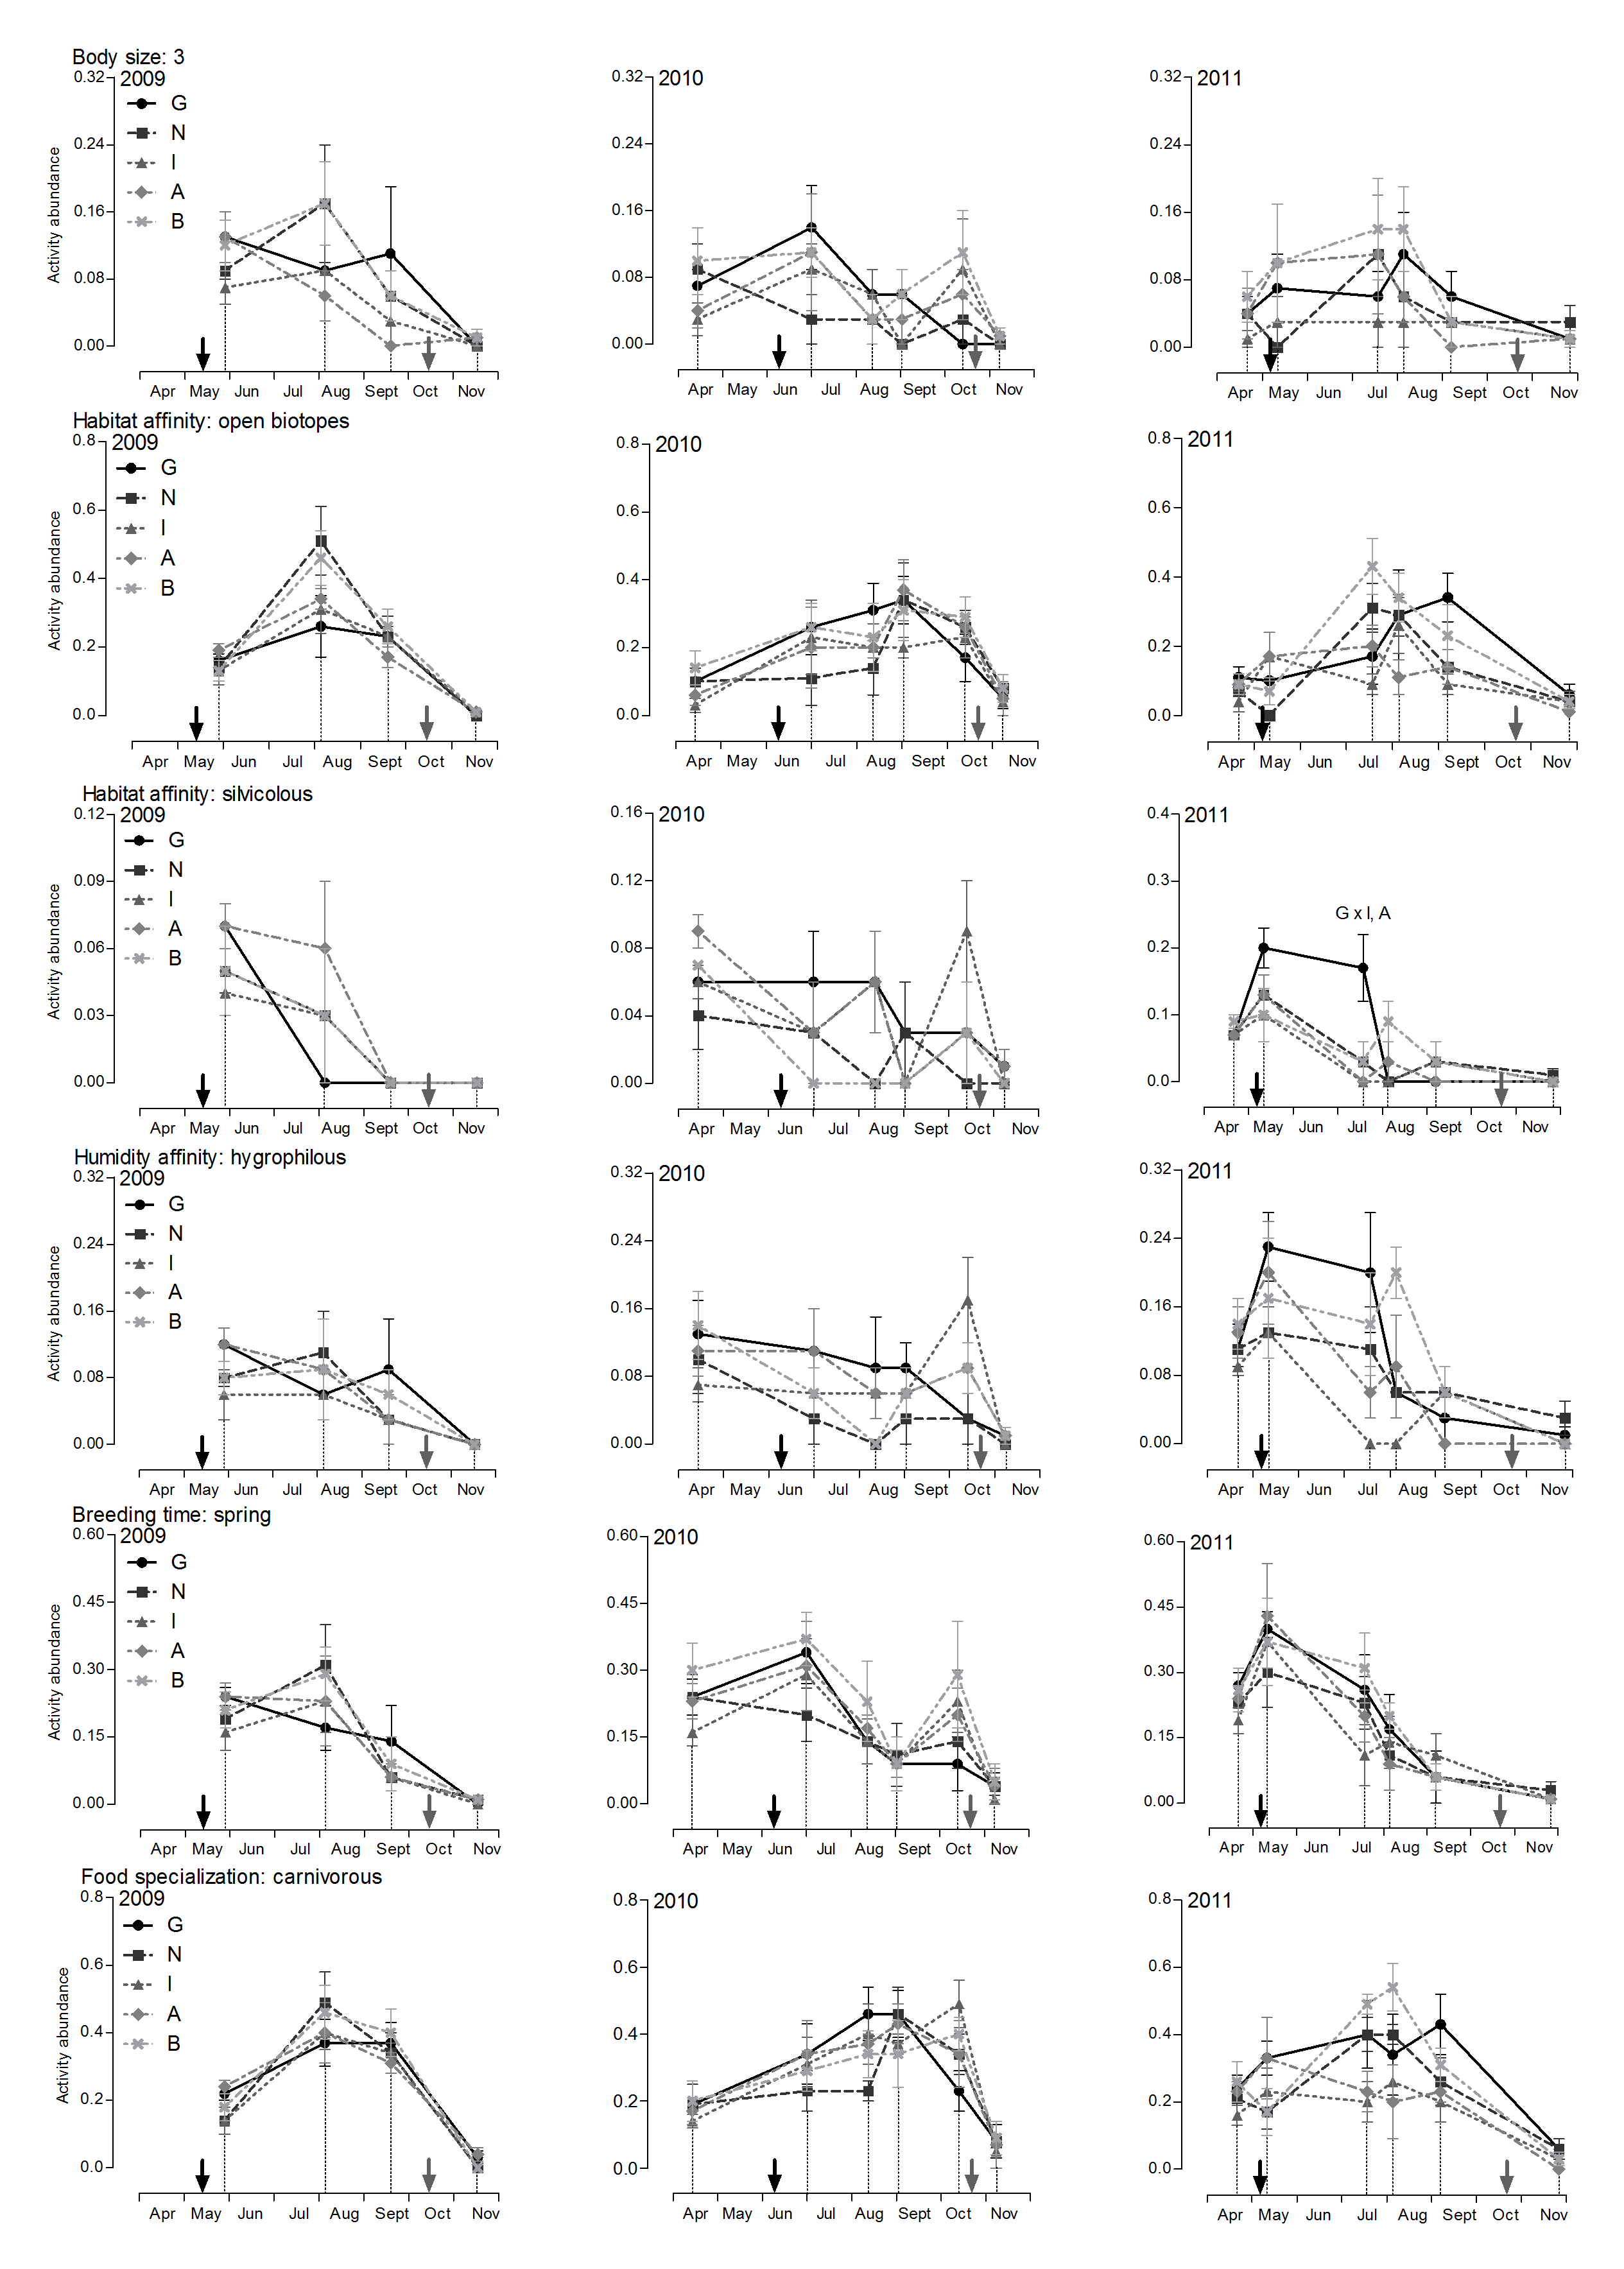 Body size: 3
2009
0.32
0.24
0.16
0.08
0.00
Activity abundance
G
N
I
A
B
Apr May Jun Jul Aug Sept Oct Nov
2010
0.32
0.24
0.16
0.08
0.00
Apr May Jun Jul Aug Sept Oct Nov
2011
0.32
0.24
0.16
0.08
0.00
Apr May Jun Jul Aug Sept Oct Nov
Habitat affinity: open biotopes
2009
0.8
0.6
0.4
0.2
0.0
Activity abundance
G
N
I
A
B
Apr May Jun Jul Aug Sept Oct Nov
2010
0.8
0.6
0.4
0.2
0.0
Apr May Jun Jul Aug Sept Oct Nov
2011
0.8
0.6
0.4
0.2
0.0
Apr May Jun Jul Aug Sept Oct Nov
Habitat affinity: silvicolous
2009
0.12
0.09
0.06
0.03
0.00
Activity abundance
G
N
I
A
B
Apr May Jun Jul Aug Sept Oct Nov
2010
0.16
0.12
0.08
0.04
0.00
Apr May Jun Jul Aug Sept Oct Nov
2011
0.4
0.3
0.2
0.1
0.0
G x I, A
Apr May Jun Jul Aug Sept Oct Nov
Humidity affinity: hygrophilous
2009
0.32
0.24
0.16
0.08
0.00
Activity abundance
G
N
I
A
B
Apr May Jun Jul Aug Sept Oct Nov
2010
0.32
0.24
0.16
0.08
0.00
Apr May Jun Jul Aug Sept Oct Nov
2011
0.32
0.24
0.16
0.08
0.00
Apr May Jun Jul Aug Sept Oct Nov
Breeding time: spring
2009
0.60
0.45
0.30
0.15
0.00
Activity abundance
G
N
I
A
B
Apr May Jun Jul Aug Sept Oct Nov
2010
0.60
0.45
0.30
0.15
0.00
Apr May Jun Jul Aug Sept Oct Nov
2011
0.60
0.45
0.30
0.15
0.00
Apr May Jun Jul Aug Sept Oct Nov
Food specialization: carnivorous
2009
0.8
0.6
0.4
0.2
0.0
Activity abundance
G
N
I
A
B
Apr May Jun Jul Aug Sept Oct Nov
2010
0.8
0.6
0.4
0.2
0.0
Apr May Jun Jul Aug Sept Oct Nov
2011
0.8
0.6
0.4
0.2
0.0
Apr May Jun Jul Aug Sept Oct Nov